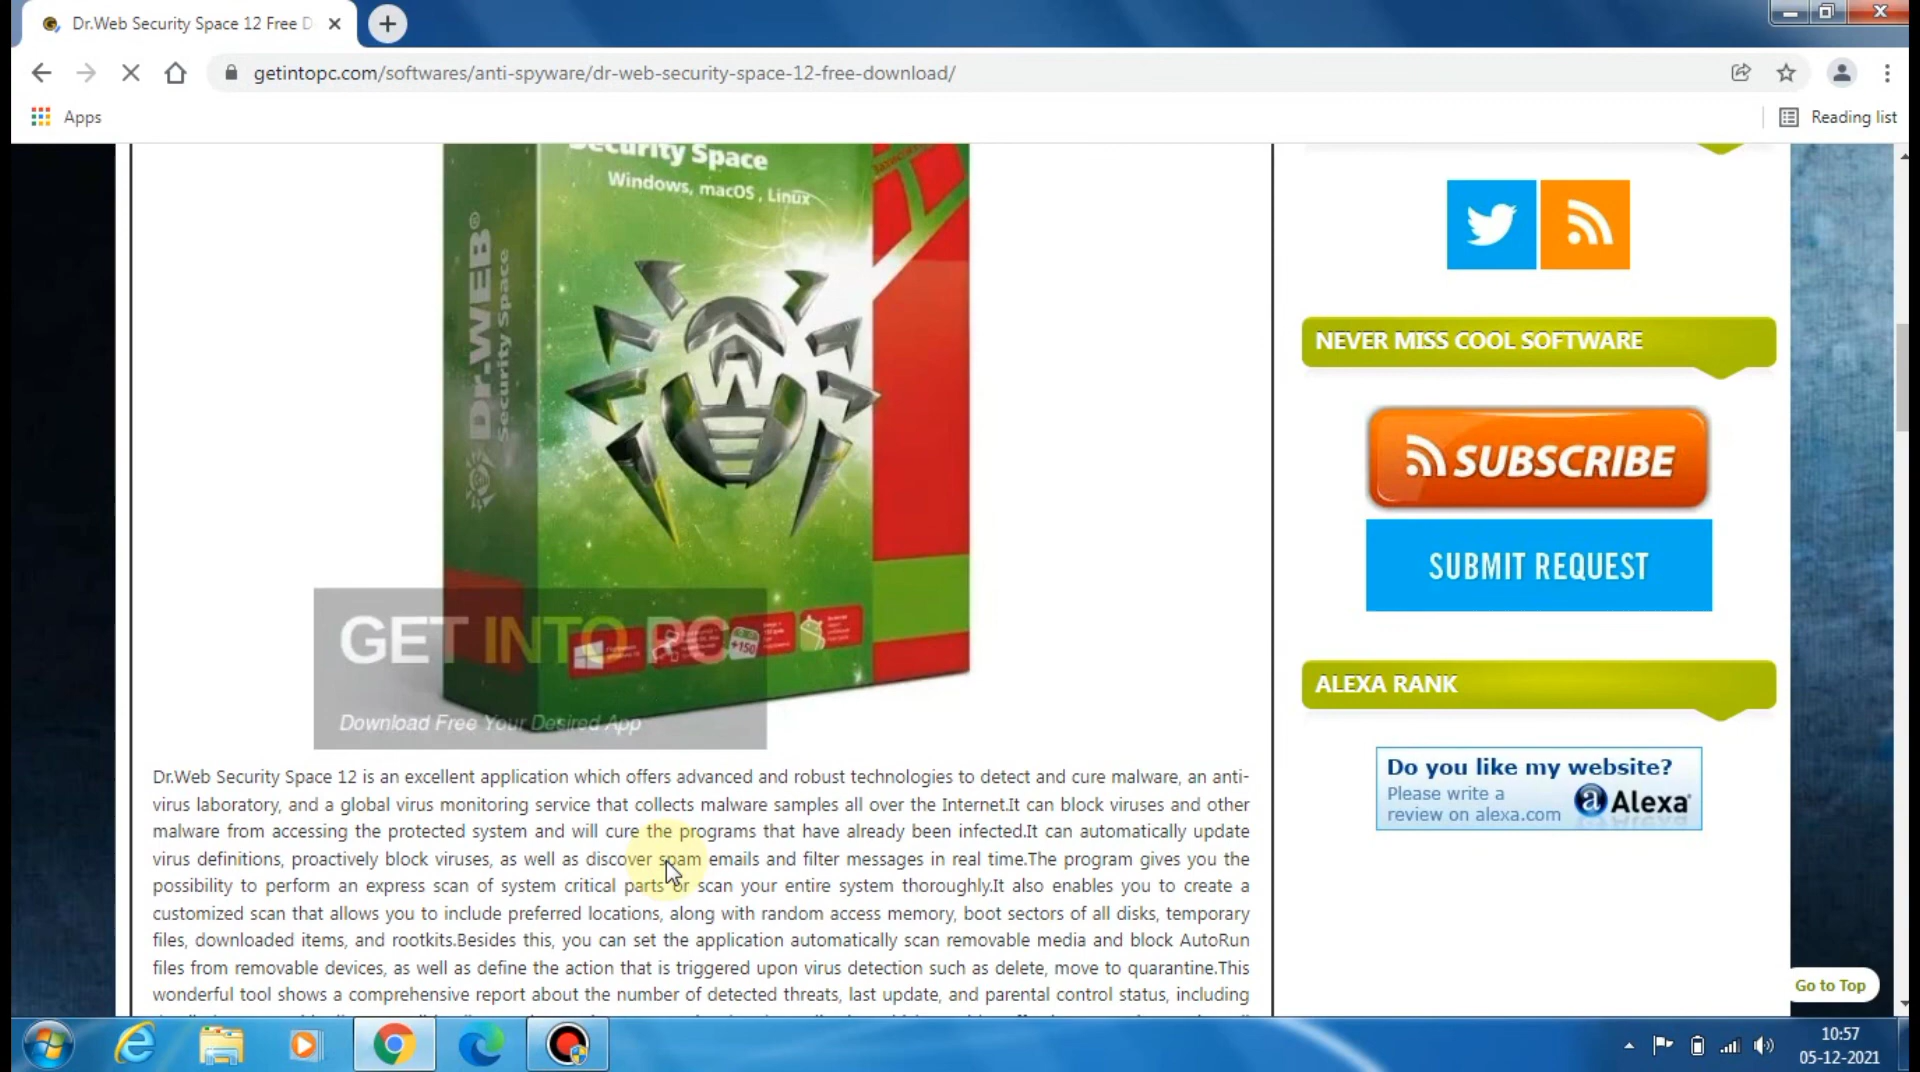 Dr.Web Security Space 12 Free D
getintopc.com/softwares/anti-spyware/dr-web-security-space-12-free-download/
Apps
Reading list
Security Space
Windows, macOS , Linux
Dr.WEB®
Security Space
+150
GET INTO PC
Download Free Your Desired App
Dr.Web Security Space 12 is an excellent application which offers advanced and robust technologies to detect and cure malware, an anti-
virus laboratory, and a global virus monitoring service that collects malware samples all over the Internet.It can block viruses and other
malware from accessing the protected system and will cure the programs that have already been infected.It can automatically update
virus definitions, proactively block viruses, as well as discover spam emails and filter messages in real time.The program gives you the
possibility to perform an express scan of system critical parts or scan your entire system thoroughly.It also enables you to create a
customized scan that allows you to include preferred locations, along with random access memory, boot sectors of all disks, temporary
files, downloaded items, and rootkits.Besides this, you can set the application automatically scan removable media and block AutoRun
files from removable devices, as well as define the action that is triggered upon virus detection such as delete, move to quarantine.This
wonderful tool shows a comprehensive report about the number of detected threats, last update, and parental control status, including
NEVER MISS COOL SOFTWARE
SUBSCRIBE
SUBMIT REQUEST
ALEXA RANK
Do you like my website?
Please write a
review on alexa.com
Alexa
Go to Top
10:57
05-12-2021